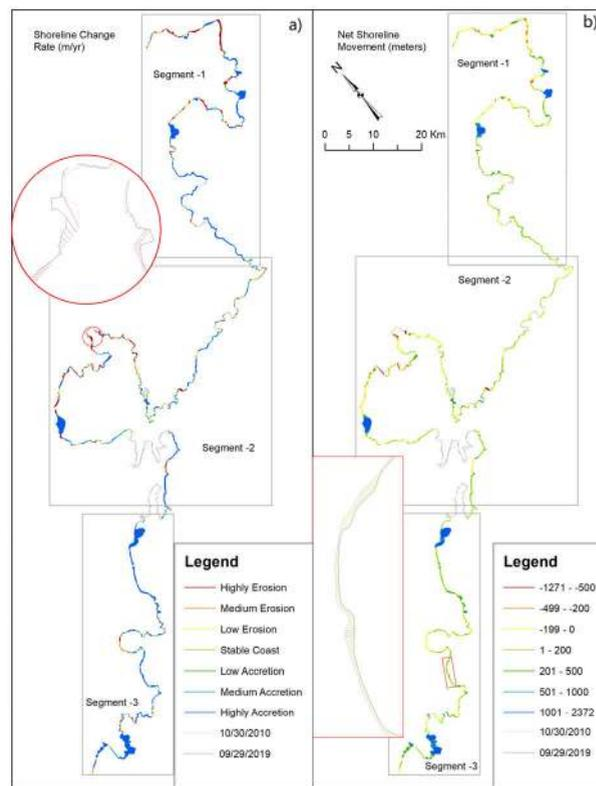 Shoreline Change
Rate (m/yr)
a)
Segment -1
Segment -2
Segment -3
Legend
Highly Erosion
Medium Erosion
Low Erosion
Stable Coast
Low Accretion
Medium Accretion
Highly Accretion
10/30/2010
09/29/2019
Net Shoreline
Movement (meters)
b)
Segment -1
N
0 5 10 20 Km
Segment -2
Segment -3
Legend
-1271 - -500
-499 - -200
-199 - 0
1 - 200
201 - 500
501 - 1000
1001 - 2372
10/30/2010
09/29/2019